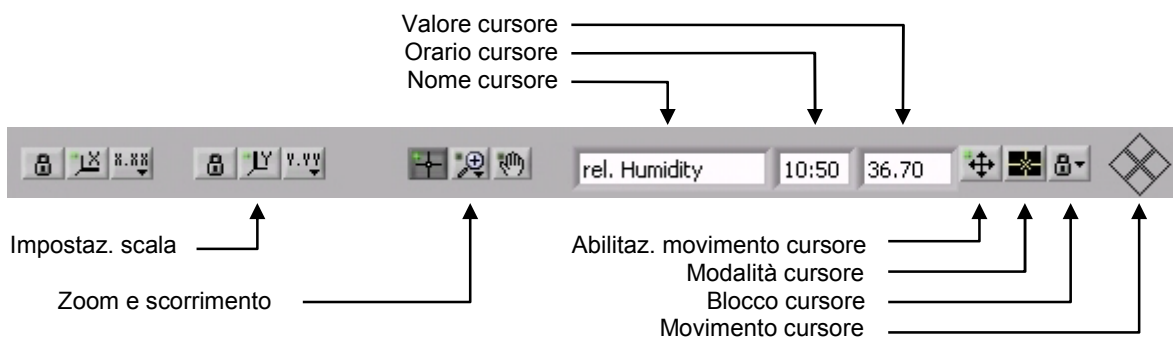 Valore cursore
Orario cursore
Nome cursore
X X.XX Y Y.YY rel. Humidity 10:50 36.70
Impostaz. scala
Abilitaz. movimento cursore
Modalità cursore
Zoom e scorrimento
Blocco cursore
Movimento cursore